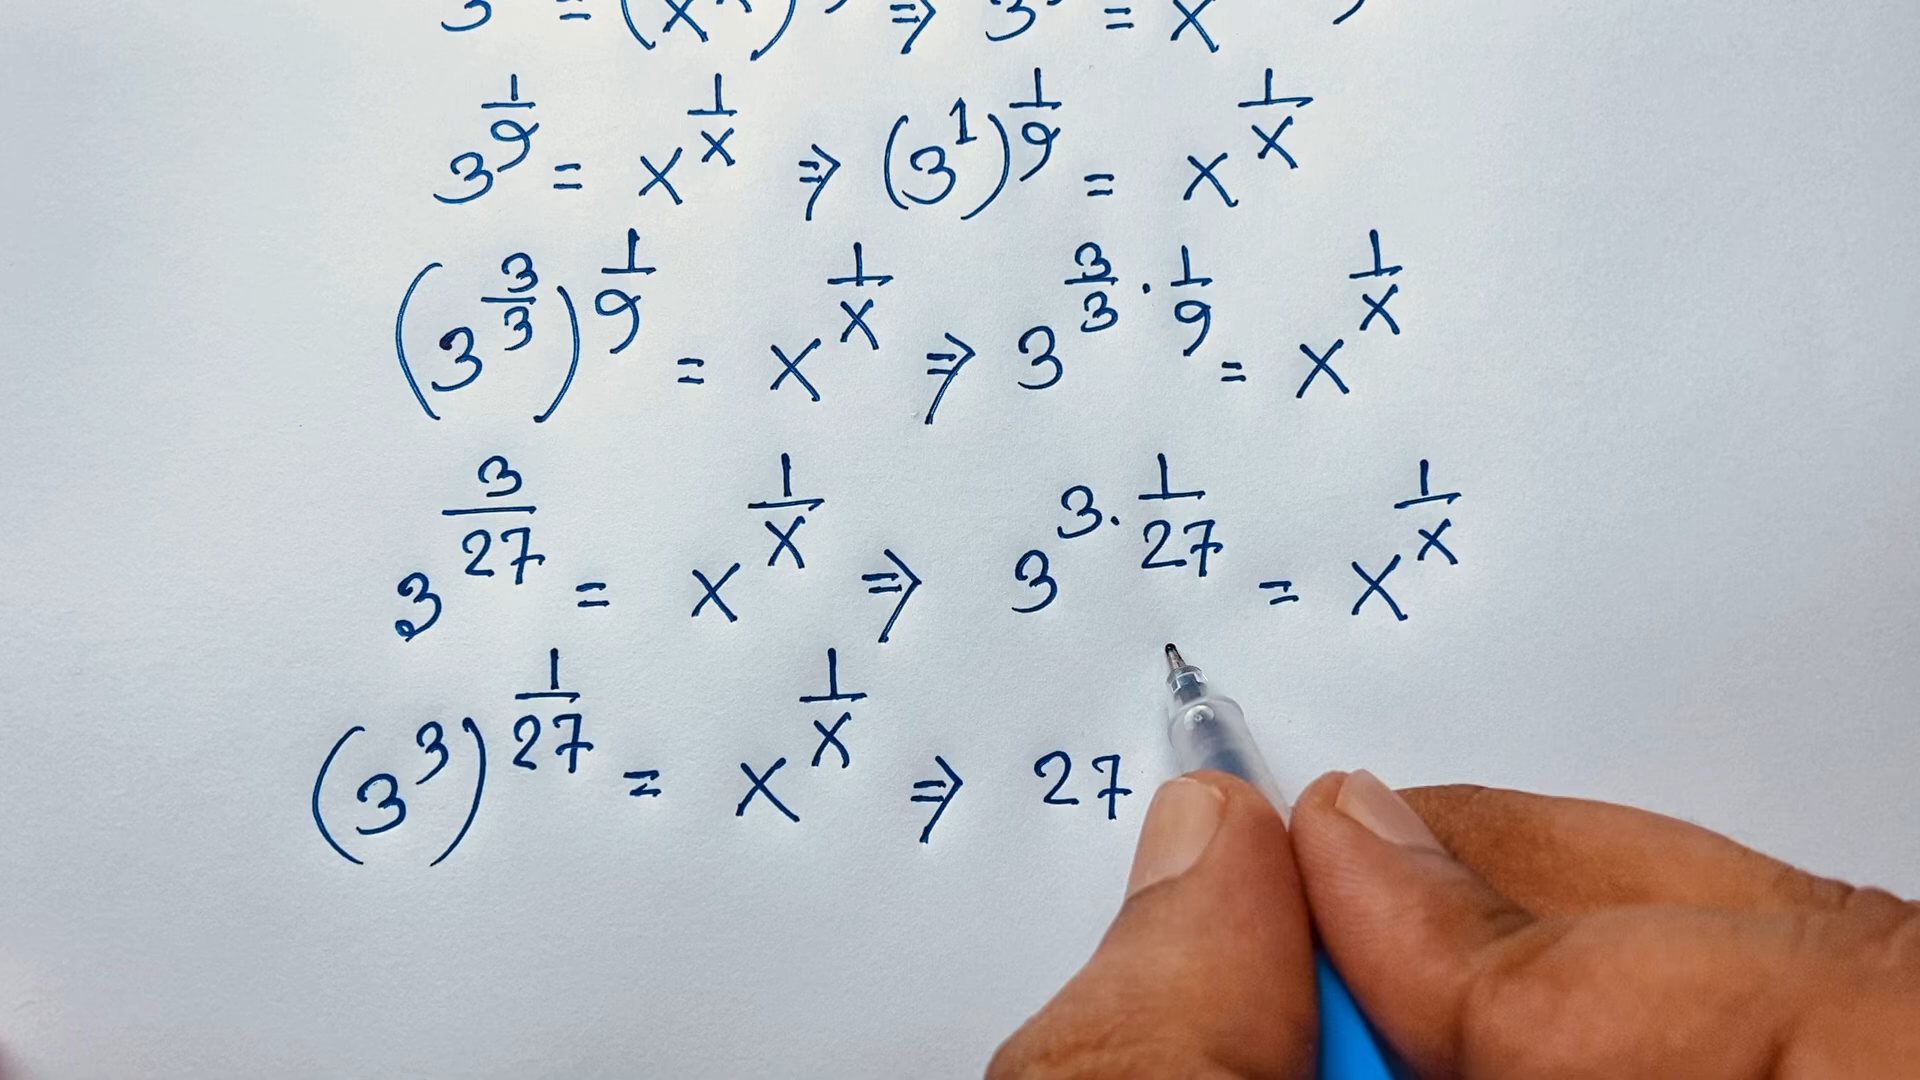 3^{1/9} = x^{1/x} ⇒ (3^1)^{1/9} = x^{1/x}
(3^{3/3})^{1/9} = x^{1/x} ⇒ 3^{3/3 · 1/9} = x^{1/x}
3^{3/27} = x^{1/x} ⇒ 3^{3 · 1/27} = x^{1/x}
(3^3)^{1/27} = x^{1/x} ⇒ 27